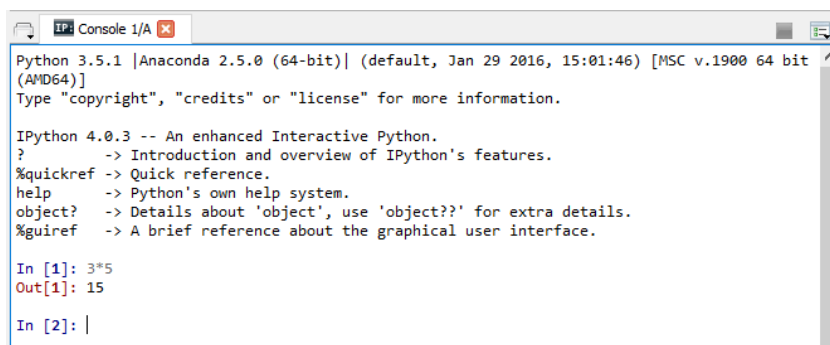 IP: Console 1/A
Python 3.5.1 |Anaconda 2.5.0 (64-bit)| (default, Jan 29 2016, 15:01:46) [MSC v.1900 64 bit
(AMD64)]
Type "copyright", "credits" or "license" for more information.
IPython 4.0.3 -- An enhanced Interactive Python.
?         -> Introduction and overview of IPython's features.
%quickref -> Quick reference.
help      -> Python's own help system.
object?   -> Details about 'object', use 'object??' for extra details.
%guiref   -> A brief reference about the graphical user interface.
In [1]: 3*5
Out[1]: 15
In [2]: